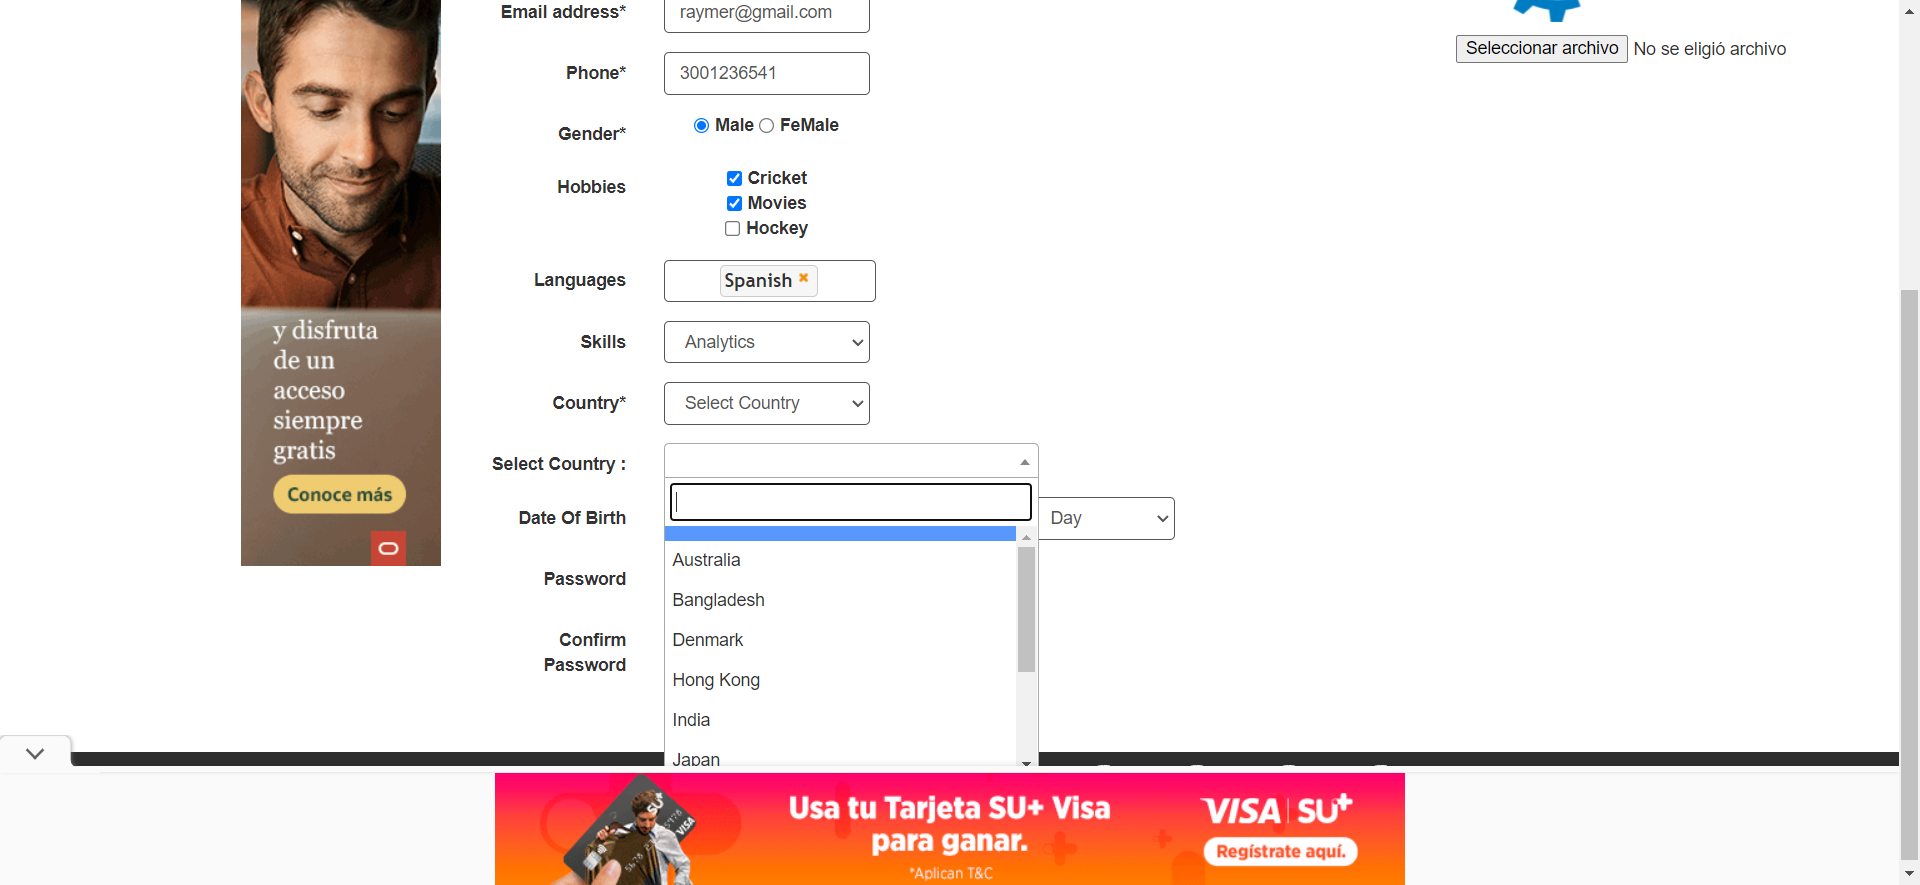 Email address*
raymer@gmail.com
Seleccionar archivo No se eligió archivo
Phone*
3001236541
Gender*
Male FeMale
Hobbies
Cricket
Movies
Hockey
Languages
Spanish
Skills
Analytics
Country*
Select Country
Select Country :
Date Of Birth
Day
Australia
Password
Bangladesh
Denmark
Confirm
Password
Hong Kong
India
Japan
y disfruta
de un
acceso
siempre
gratis
Conoce más
Usa tu Tarjeta SU+ Visa
para ganar.
*Aplican T&C
VISA | SU+
Regístrate aquí.
SU+
VISA